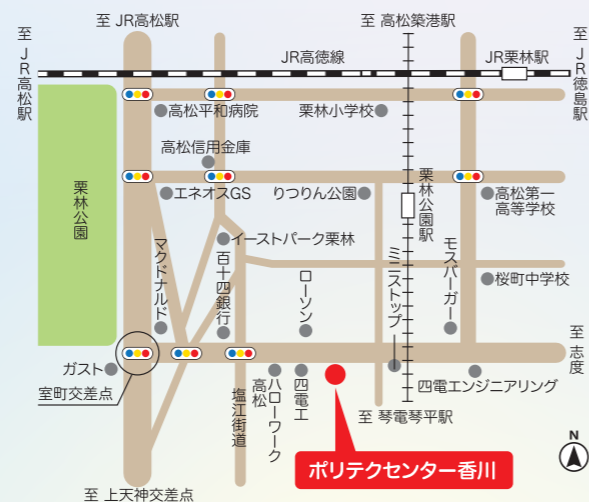 至 JR高松駅
至 高松築港駅
至 JR高松駅
JR高徳線
JR栗林駅
至 JR徳島駅
高松平和病院
栗林小学校
高松信用金庫
栗林公園
エネオスGS
りつりん公園
栗林公園駅
高松第一
高等学校
イーストパーク栗林
マクドナルド
百十四銀行
ローソン
ミニストップ
モスバーガー
桜町中学校
至 志度
ガスト
室町交差点
塩江街道
ハローワーク
高松
四電工
四電エンジニアリング
至 琴電琴平駅
ポリテクセンター香川
至 上天神交差点
N